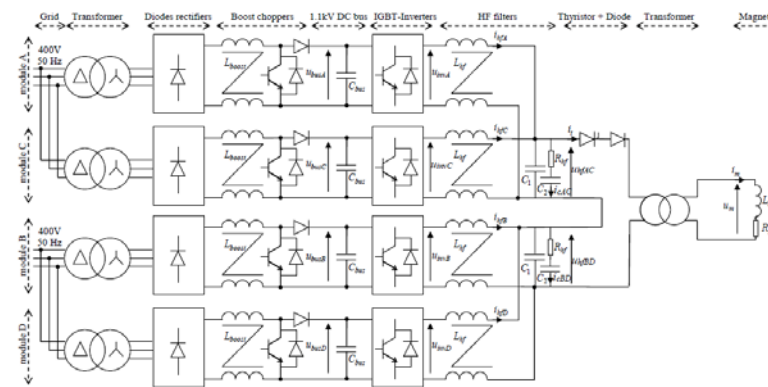 Grid Transformer Diodes rectifiers Boost choppers 1.1kV DC bus IGBT-Inverters HF filters Thyristor + Diode Transformer Magnet
module A
400V
50 Hz
L_boost
u_busA
C_bus
u_invA
L_hf
i_hfA
module C
L_boost
u_busC
C_bus
u_invC
L_hf
i_hfC
C_1
R_hf
C_2
i_cAC
u_hfAC
i_t
module B
400V
50 Hz
L_boost
u_busB
C_bus
u_invB
L_hf
i_hfB
C_1
R_hf
C_2
i_cBD
u_hfBD
i_m
u_m
L
R
module D
L_boost
u_busD
C_bus
u_invD
L_hf
i_hfD